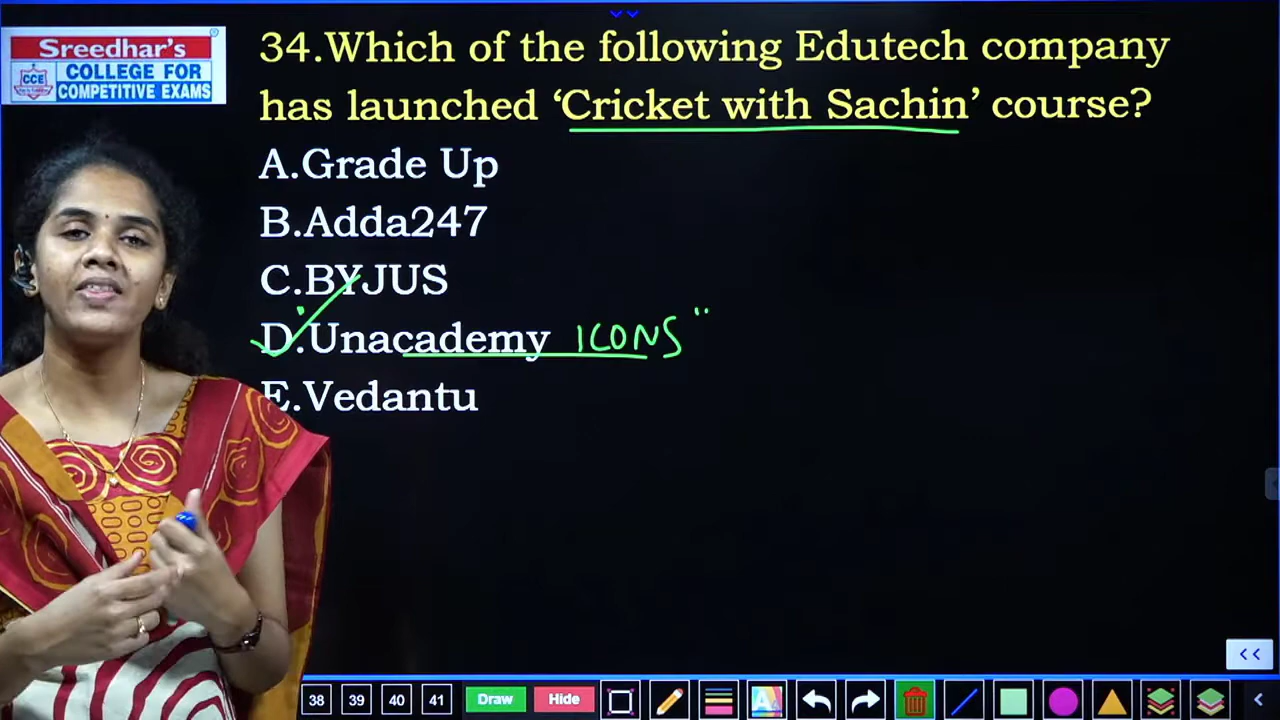 Sreedhar's
CCE
COLLEGE FOR
COMPETITIVE EXAMS
34.Which of the following Edutech company
has launched ‘Cricket with Sachin’ course?
A.Grade Up
B.Adda247
C.BYJUS
D.Unacademy ICONS"
E.Vedantu
38 39 40 41 Draw Hide A
<<